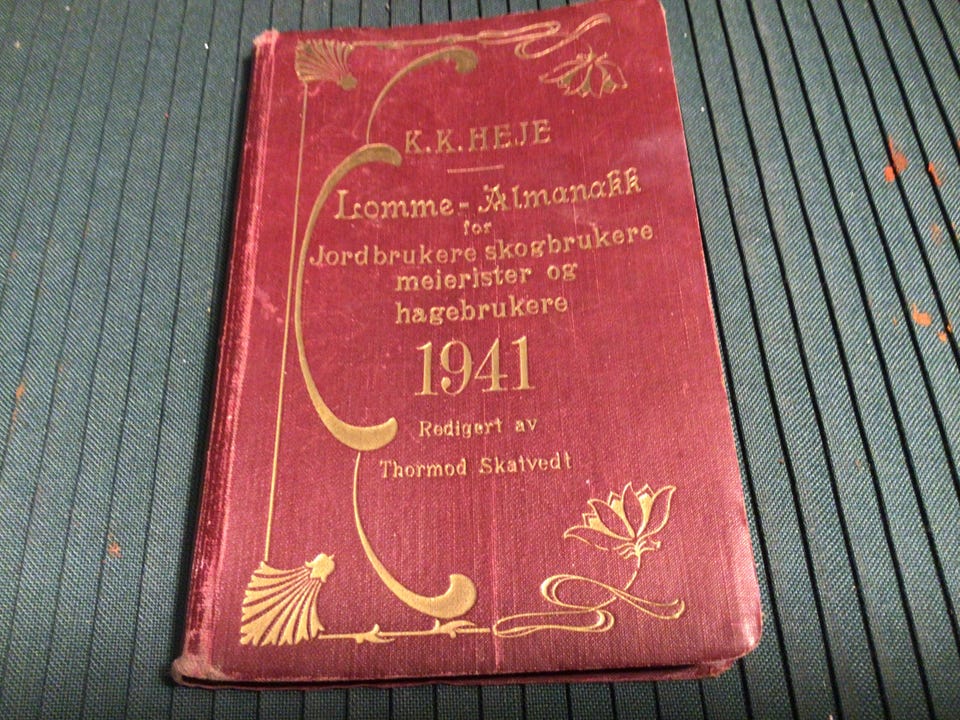 K.K.HEJE
Lomme-Almanakk
for
Jordbrukere skogbrukere
meierister og
hagebrukere
1941
Redigert av
Thormod Skatvedt